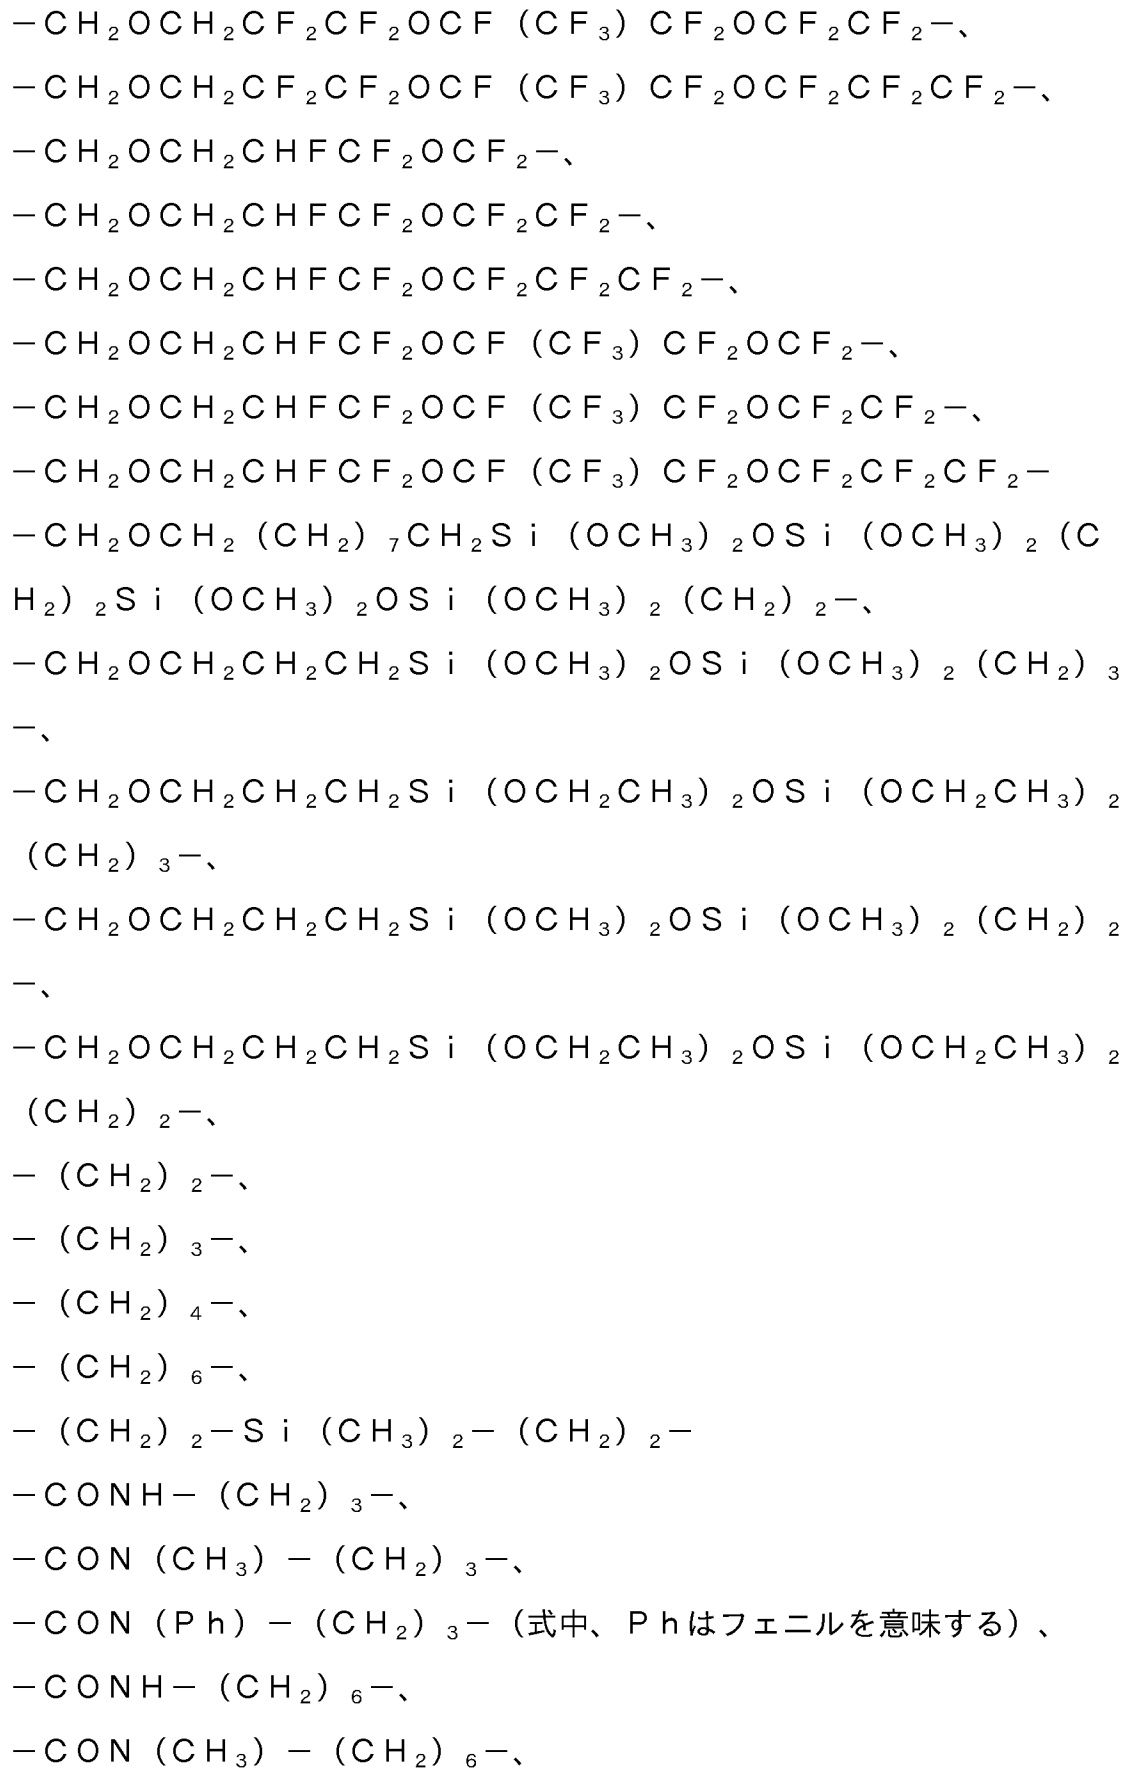 －ＣＨ₂ＯＣＨ₂ＣＦ₂ＣＦ₂ＯＣＦ（ＣＦ₃）ＣＦ₂ＯＣＦ₂ＣＦ₂－、
－ＣＨ₂ＯＣＨ₂ＣＦ₂ＣＦ₂ＯＣＦ（ＣＦ₃）ＣＦ₂ＯＣＦ₂ＣＦ₂ＣＦ₂－、
－ＣＨ₂ＯＣＨ₂ＣＨＦＣＦ₂ＯＣＦ₂－、
－ＣＨ₂ＯＣＨ₂ＣＨＦＣＦ₂ＯＣＦ₂ＣＦ₂－、
－ＣＨ₂ＯＣＨ₂ＣＨＦＣＦ₂ＯＣＦ₂ＣＦ₂ＣＦ₂－、
－ＣＨ₂ＯＣＨ₂ＣＨＦＣＦ₂ＯＣＦ（ＣＦ₃）ＣＦ₂ＯＣＦ₂－、
－ＣＨ₂ＯＣＨ₂ＣＨＦＣＦ₂ＯＣＦ（ＣＦ₃）ＣＦ₂ＯＣＦ₂ＣＦ₂－、
－ＣＨ₂ＯＣＨ₂ＣＨＦＣＦ₂ＯＣＦ（ＣＦ₃）ＣＦ₂ＯＣＦ₂ＣＦ₂ＣＦ₂－
－ＣＨ₂ＯＣＨ₂（ＣＨ₂）₇ＣＨ₂Ｓｉ（ＯＣＨ₃）₂ＯＳｉ（ＯＣＨ₃）₂（Ｃ
Ｈ₂）₂Ｓｉ（ＯＣＨ₃）₂ＯＳｉ（ＯＣＨ₃）₂（ＣＨ₂）₂－、
－ＣＨ₂ＯＣＨ₂ＣＨ₂ＣＨ₂Ｓｉ（ＯＣＨ₃）₂ＯＳｉ（ＯＣＨ₃）₂（ＣＨ₂）₃
－、
－ＣＨ₂ＯＣＨ₂ＣＨ₂ＣＨ₂Ｓｉ（ＯＣＨ₂ＣＨ₃）₂ＯＳｉ（ＯＣＨ₂ＣＨ₃）₂
（ＣＨ₂）₃－、
－ＣＨ₂ＯＣＨ₂ＣＨ₂ＣＨ₂Ｓｉ（ＯＣＨ₃）₂ＯＳｉ（ＯＣＨ₃）₂（ＣＨ₂）₂
－、
－ＣＨ₂ＯＣＨ₂ＣＨ₂ＣＨ₂Ｓｉ（ＯＣＨ₂ＣＨ₃）₂ＯＳｉ（ＯＣＨ₂ＣＨ₃）₂
（ＣＨ₂）₂－、
－（ＣＨ₂）₂－、
－（ＣＨ₂）₃－、
－（ＣＨ₂）₄－、
－（ＣＨ₂）₆－、
－（ＣＨ₂）₂－Ｓｉ（ＣＨ₃）₂－（ＣＨ₂）₂－
－ＣＯＮＨ－（ＣＨ₂）₃－、
－ＣＯＮ（ＣＨ₃）－（ＣＨ₂）₃－、
－ＣＯＮ（Ｐｈ）－（ＣＨ₂）₃－（式中、Ｐｈはフェニルを意味する）、
－ＣＯＮＨ－（ＣＨ₂）₆－、
－ＣＯＮ（ＣＨ₃）－（ＣＨ₂）₆－、